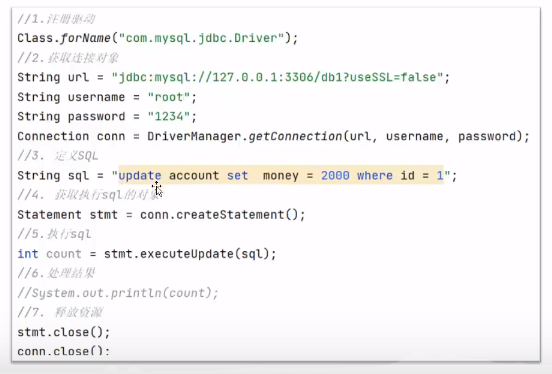 //1.注册驱动
Class.forName("com.mysql.jdbc.Driver");
//2.获取连接对象
String url = "jdbc:mysql://127.0.0.1:3306/db1?useSSL=false";
String username = "root";
String password = "1234";
Connection conn = DriverManager.getConnection(url, username, password);
//3. 定义SQL
String sql = "update account set  money = 2000 where id = 1";
//4. 获取执行sql的对象
Statement stmt = conn.createStatement();
//5.执行sql
int count = stmt.executeUpdate(sql);
//6.处理结果
//System.out.println(count);
//7. 释放资源
stmt.close();
conn.close();